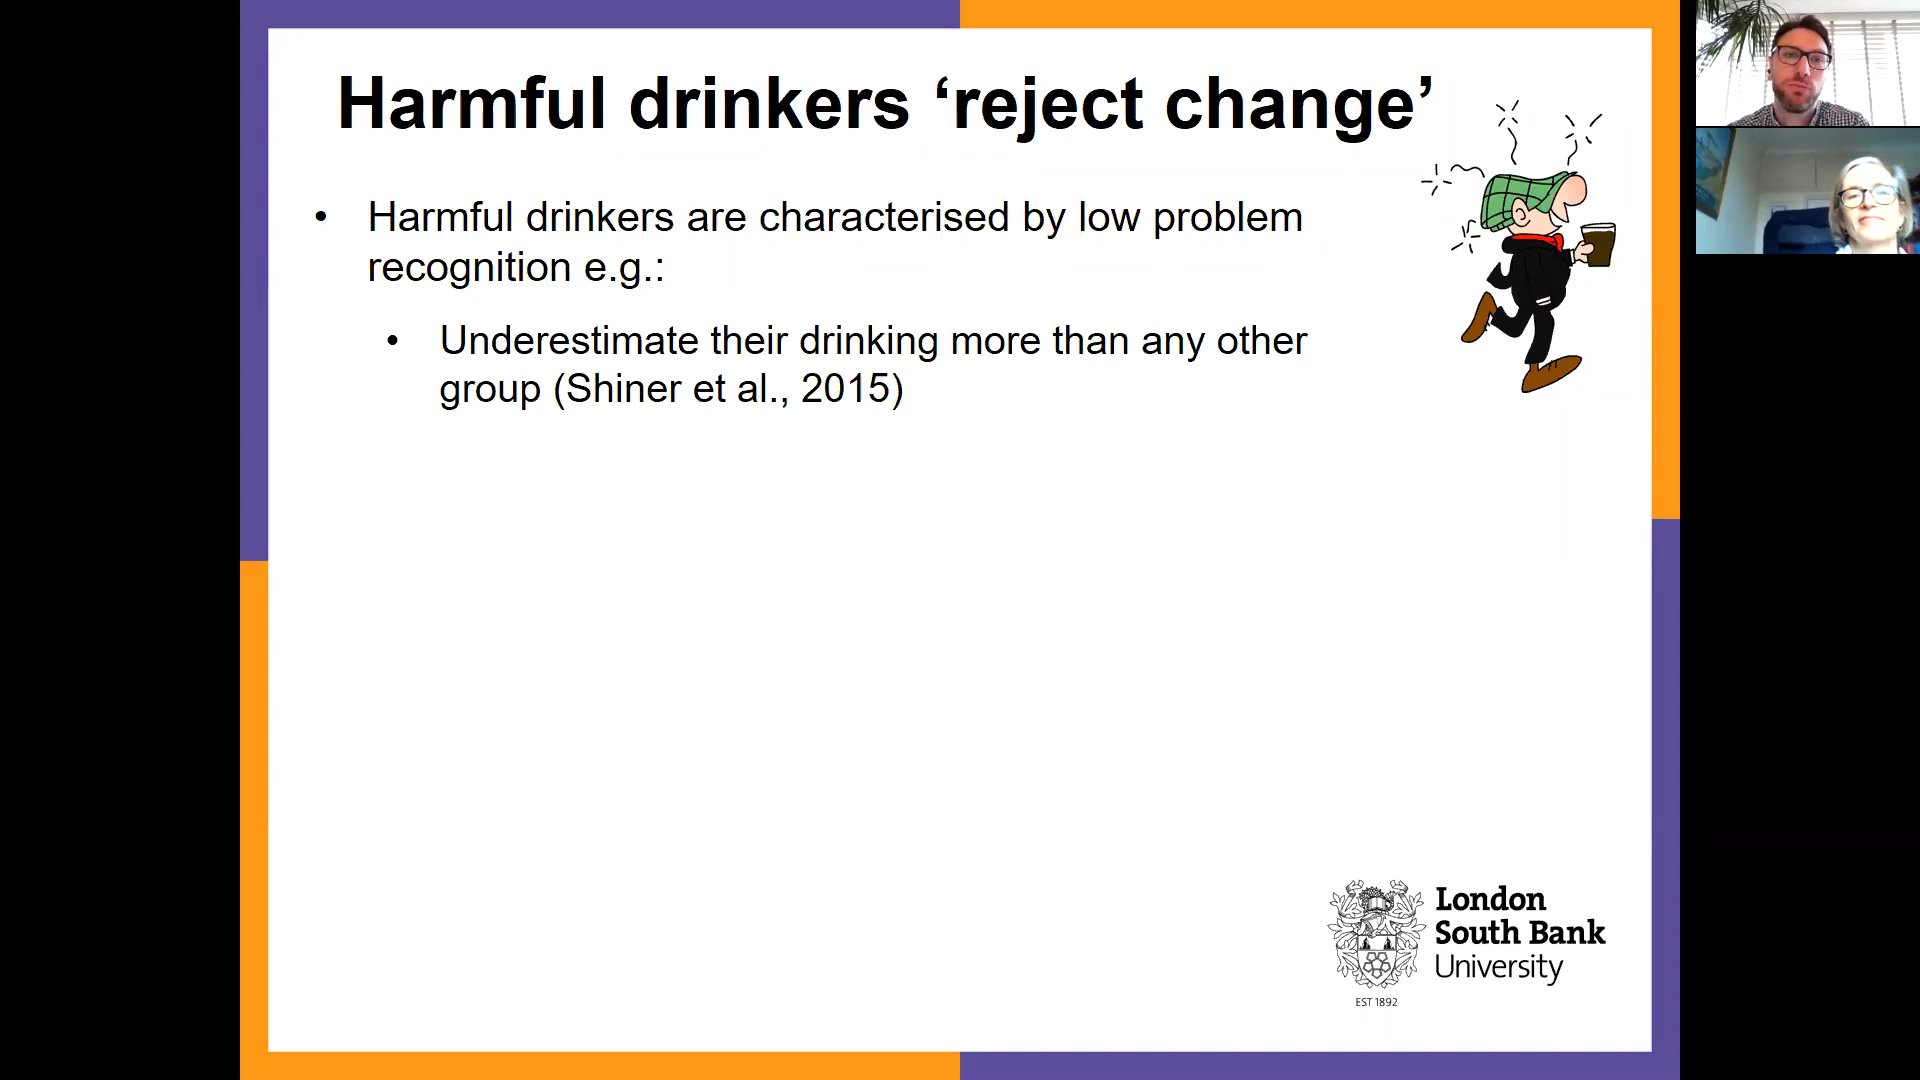 Harmful drinkers ‘reject change’
• Harmful drinkers are characterised by low problem
recognition e.g.:
• Underestimate their drinking more than any other
group (Shiner et al., 2015)
London
South Bank
University
EST 1892